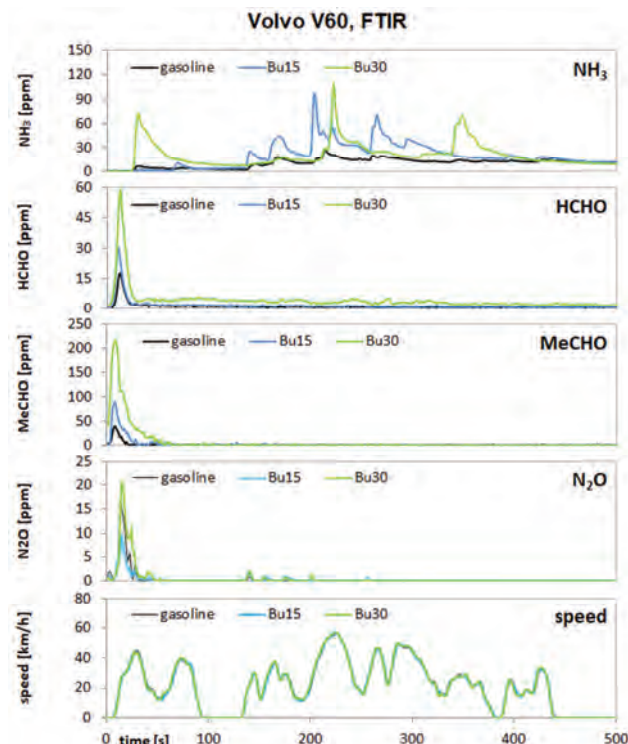 Volvo V60, FTIR
NH₃ [ppm]
150
120
90
60
30
0
gasoline Bu15 Bu30
NH₃
HCHO [ppm]
60
45
30
15
0
gasoline Bu15 Bu30
HCHO
MeCHO [ppm]
250
200
150
100
50
0
gasoline Bu15 Bu30
MeCHO
N2O [ppm]
25
20
15
10
5
0
gasoline Bu15 Bu30
N₂O
speed [km/h]
80
60
40
20
0
gasoline Bu15 Bu30
speed
0 time [s] 100 200 300 400 500